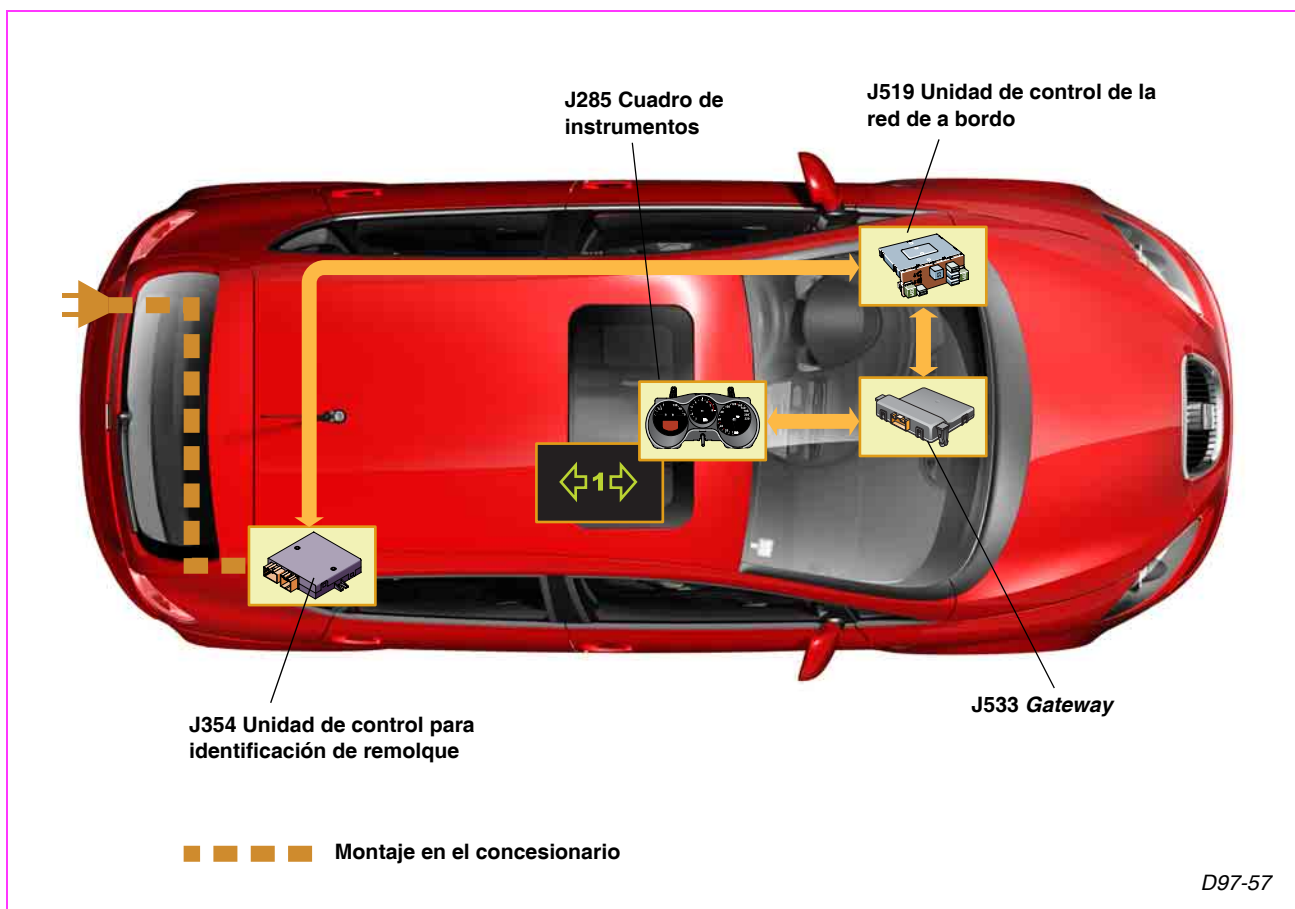 J285 Cuadro de
instrumentos
J519 Unidad de control de la
red de a bordo
1
J533 Gateway
J354 Unidad de control para
identificación de remolque
Montaje en el concesionario
D97-57